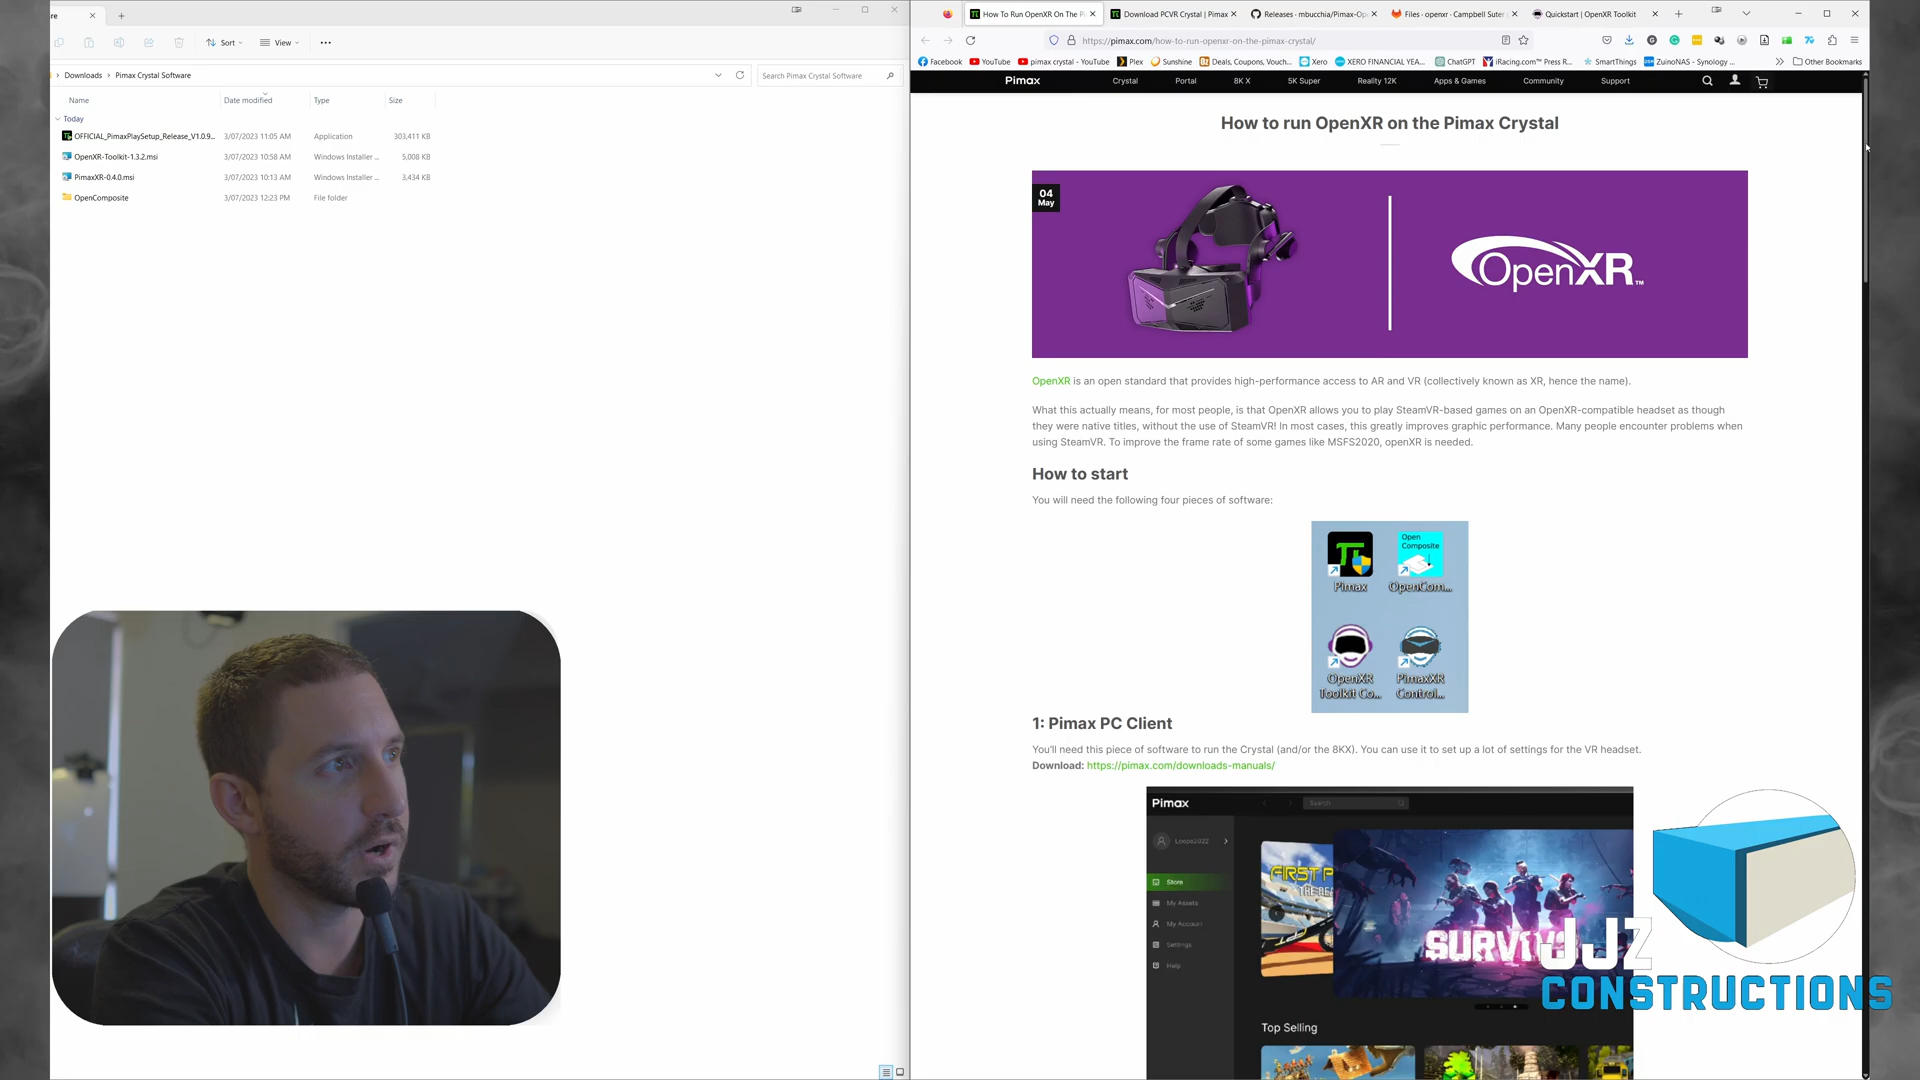 re
Sort
View
Downloads > Pimax Crystal Software
Search Pimax Crystal Software
Name Date modified Type Size
Today
OFFICIAL_PimaxPlaySetup_Release_V1.0.9... 3/07/2023 11:05 AM Application 303,411 KB
OpenXR-Toolkit-1.3.2.msi 3/07/2023 10:58 AM Windows Installer ... 5,008 KB
PimaxXR-0.4.0.msi 3/07/2023 10:13 AM Windows Installer ... 3,434 KB
OpenComposite 3/07/2023 12:23 PM File folder
How To Run OpenXR On The Pi
Download PCVR Crystal | Pimax
Releases · mbucchia/Pimax-Op
Files · openxr · Campbell Suter
Quickstart | OpenXR Toolkit
https://pimax.com/how-to-run-openxr-on-the-pimax-crystal/
Facebook YouTube pimax crystal - YouTube Plex Sunshine Deals, Coupons, Vouch... Xero XERO FINANCIAL YEA... ChatGPT iRacing.com™ Press R... SmartThings ZuinoNAS - Synology ... Other Bookmarks
Pimax Crystal Portal 8K X 5K Super Reality 12K Apps & Games Community Support
How to run OpenXR on the Pimax Crystal
04
May
OpenXR™
OpenXR is an open standard that provides high-performance access to AR and VR (collectively known as XR, hence the name).
What this actually means, for most people, is that OpenXR allows you to play SteamVR-based games on an OpenXR-compatible headset as though
they were native titles, without the use of SteamVR! In most cases, this greatly improves graphic performance. Many people encounter problems when
using SteamVR. To improve the frame rate of some games like MSFS2020, openXR is needed.
How to start
You will need the following four pieces of software:
Open
Composite
Pimax OpenCom...
OpenXR
Toolkit Co...
PimaxXR
Control...
1: Pimax PC Client
You'll need this piece of software to run the Crystal (and/or the 8KX). You can use it to set up a lot of settings for the VR headset.
Download: https://pimax.com/downloads-manuals/
Pimax
Search
Loops2022
Store
My Assets
My Account
Settings
Help
FIRST P
THE REA
SURVIV
Top Selling
JJZ
CONSTRUCTIONS